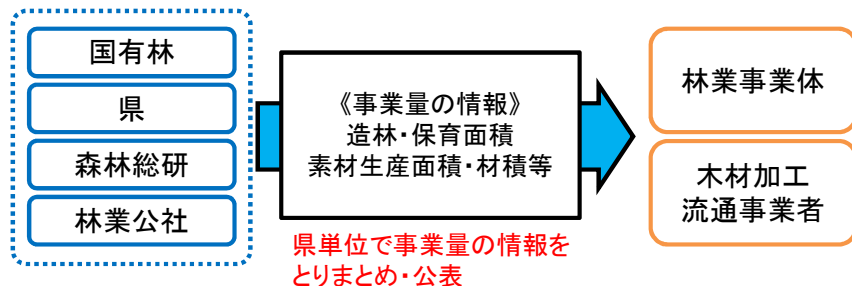 国有林
県
森林総研
林業公社
《事業量の情報》
造林・保育面積
素材生産面積・材積等
県単位で事業量の情報を
とりまとめ・公表
林業事業体
木材加工
流通事業者